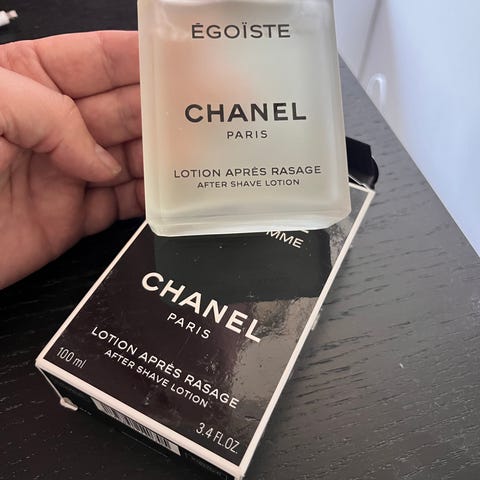 ÉGOÏSTE
CHANEL
PARIS
LOTION APRÈS RASAGE
AFTER SHAVE LOTION
MME
CHANEL
PARIS
LOTION APRÈS RASAGE
AFTER SHAVE LOTION
100 ml
3.4 FL.OZ.